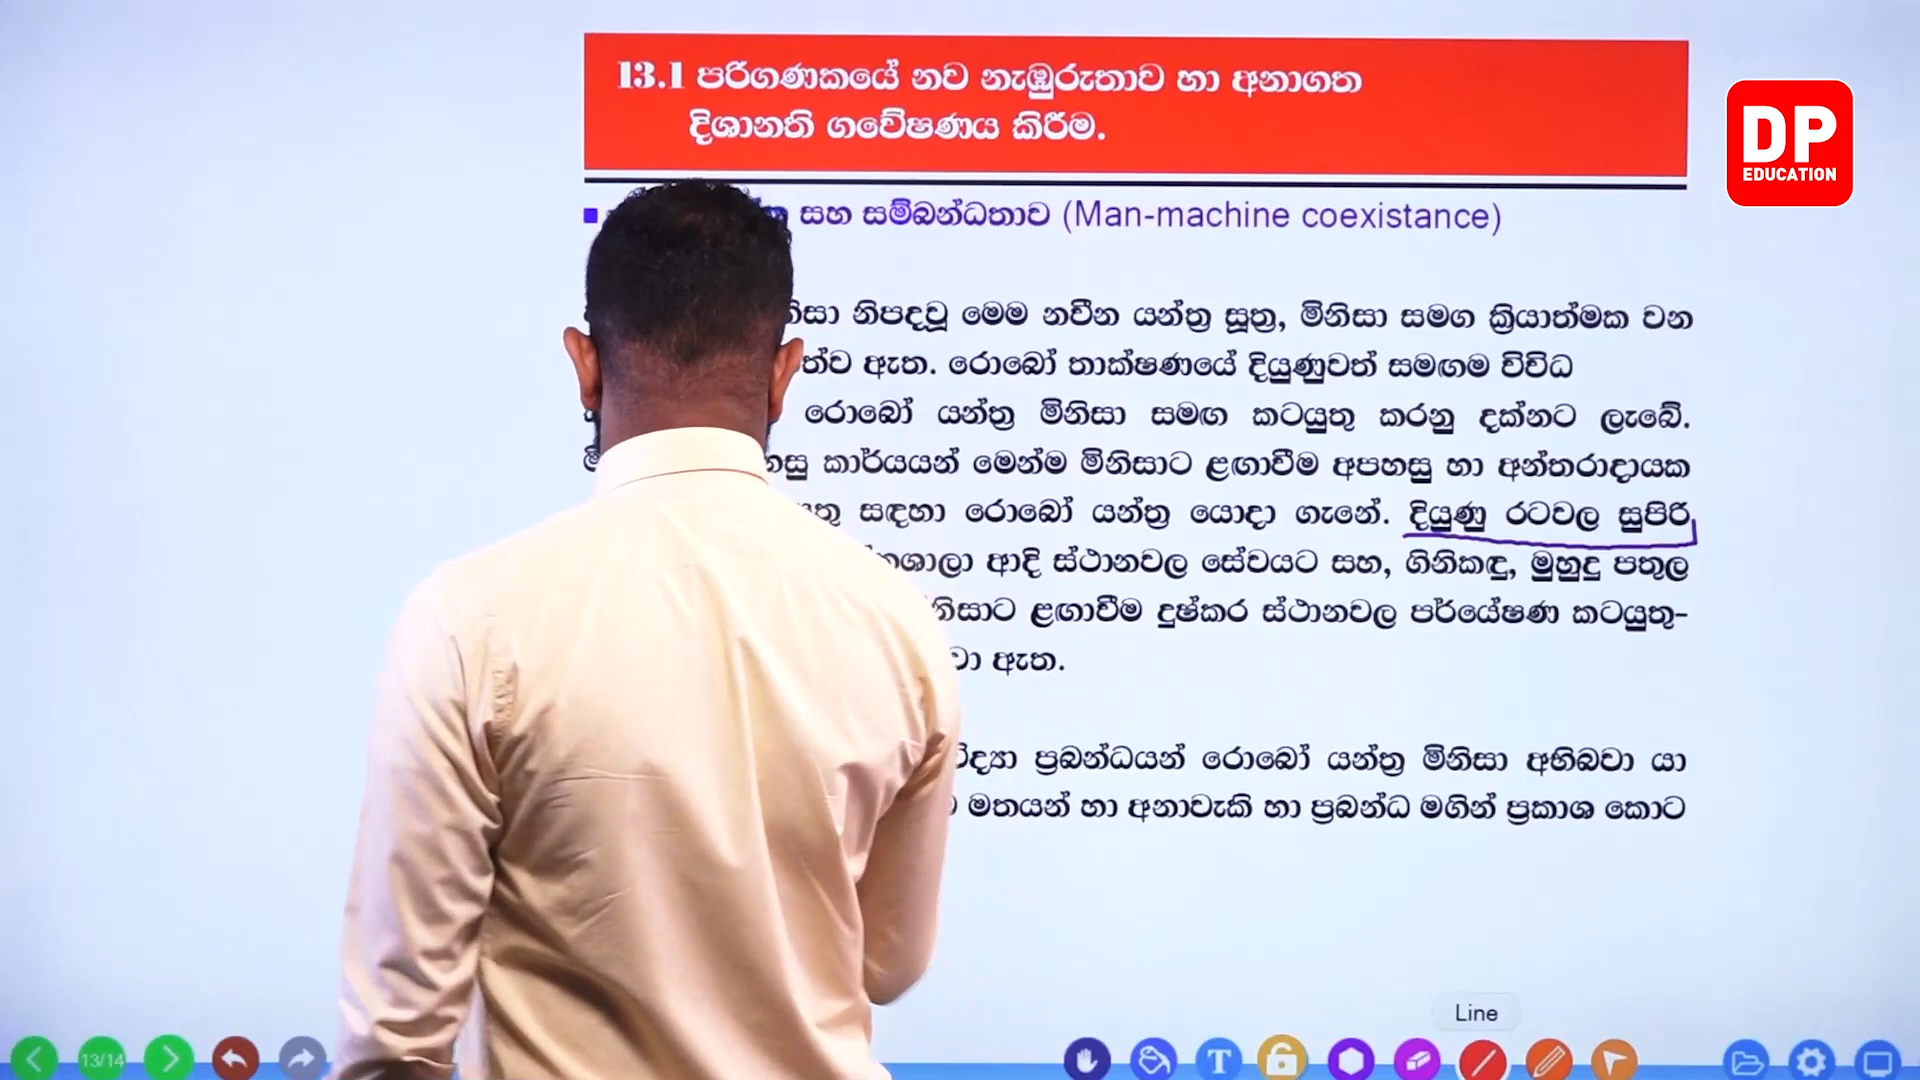 13.1 පරිගණකයේ නව නැඹුරුතාව හා අනාගත
දිශානති ගවේෂණය කිරීම.
DP
EDUCATION
සහ සම්බන්ධතාව (Man-machine coexistance)
නිපදවූ මෙම නවීන යන්ත්‍ර සූත්‍ර, මිනිසා සමග ක්‍රියාත්මක වන
ඇත. රොබෝ තාක්ෂණයේ දියුණුවත් සමඟම විවිධ
රොබෝ යන්ත්‍ර මිනිසා සමඟ කටයුතු කරනු දක්නට ලැබේ.
කාර්යයන් මෙන්ම මිනිසාට ළඟාවීම අපහසු හා අන්තරාදායක
සඳහා රොබෝ යන්ත්‍ර යොදා ගැනේ. දියුණු රටවල සුපිරි
ආදි ස්ථානවල සේවයට සහ, ගිනිකඳු, මුහුදු පතුල
ළඟාවීම දුෂ්කර ස්ථානවල පර්යේෂණ කටයුතු-
ඇත.
ප්‍රබන්ධයන් රොබෝ යන්ත්‍ර මිනිසා අභිබවා යා
මතයන් හා අනාවැකි හා ප්‍රබන්ධ මගින් ප්‍රකාශ කොට
Line
13/14
T